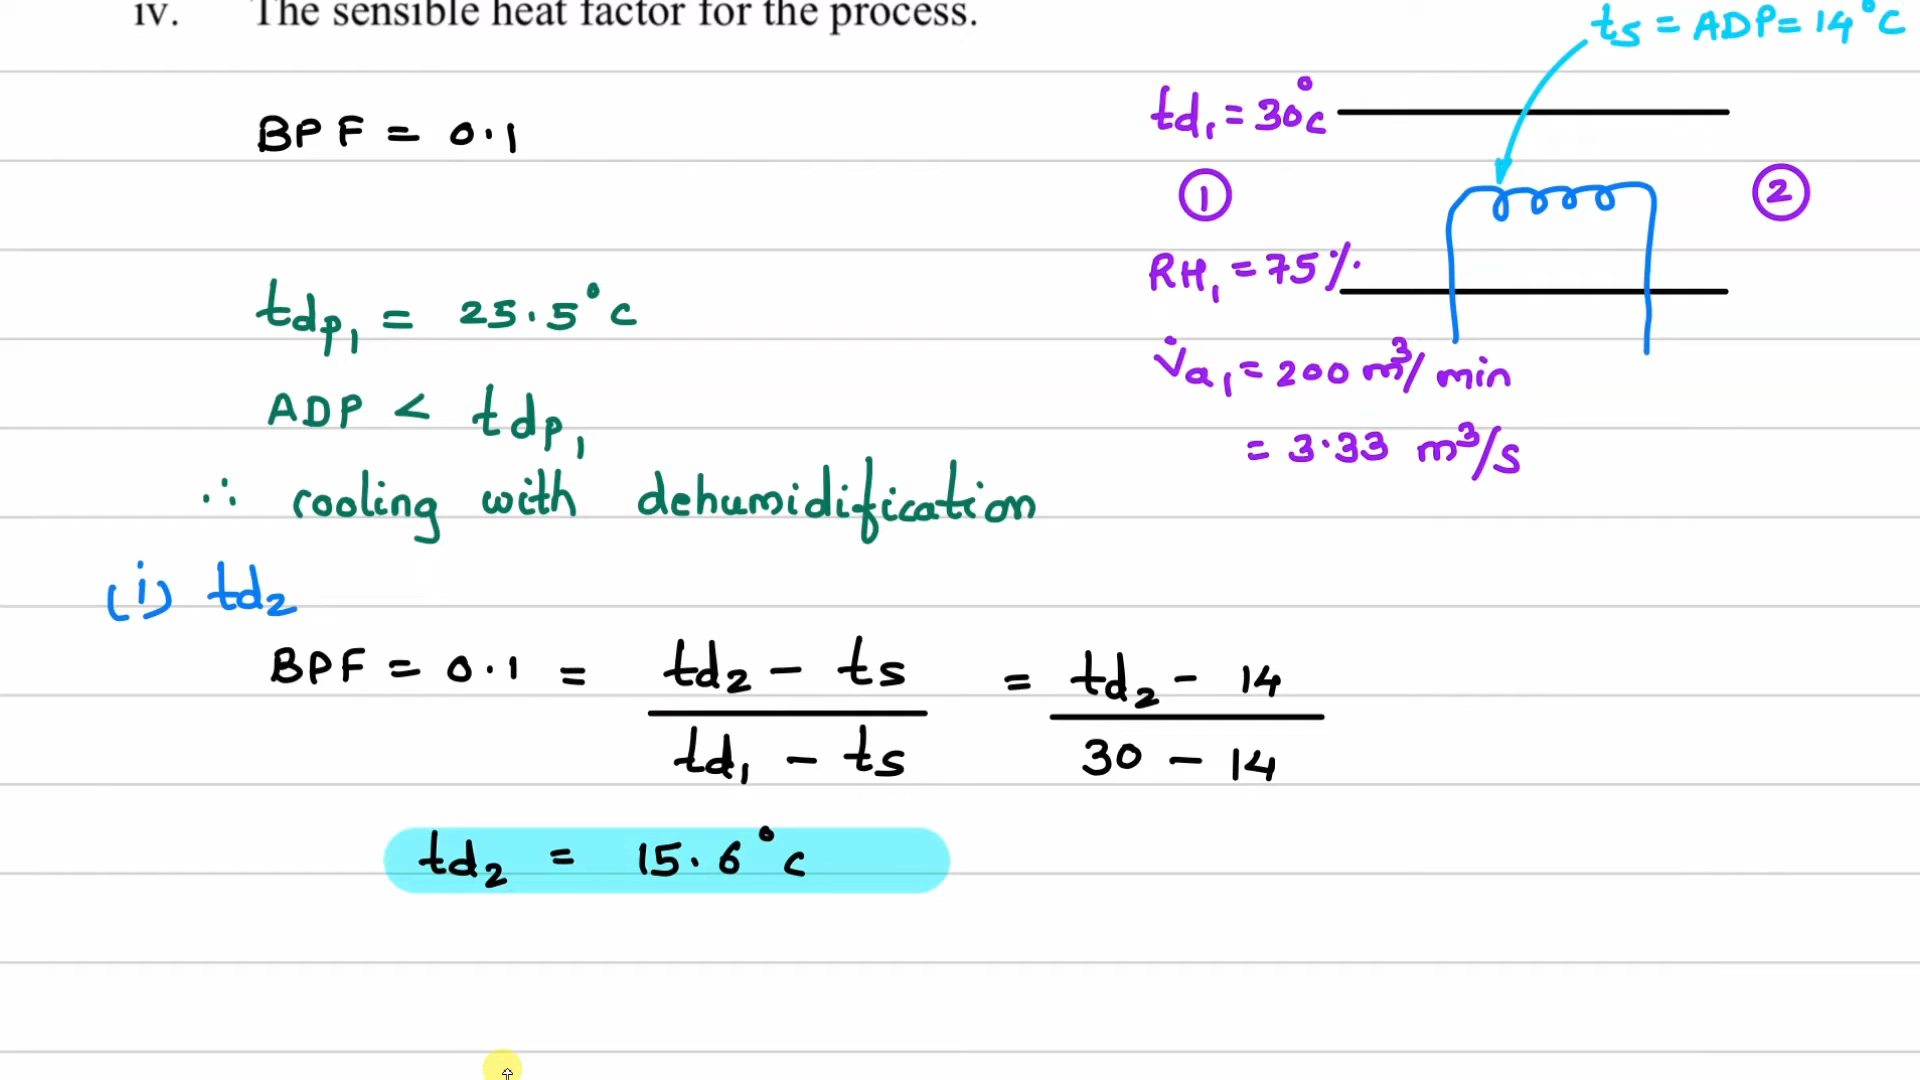 iv. The sensible heat factor for the process.
ts = ADP = 14°C
td₁ = 30°c
BPF = 0.1
① ②
RH₁ = 75%
tdp₁ = 25.5°c
V̇a₁ = 200 m³/min
ADP < tdp₁
= 3.33 m³/s
∴ cooling with dehumidification
(i) td₂
BPF = 0.1 = td₂ - ts / td₁ - ts = td₂ - 14 / 30 - 14
td₂ = 15.6°c